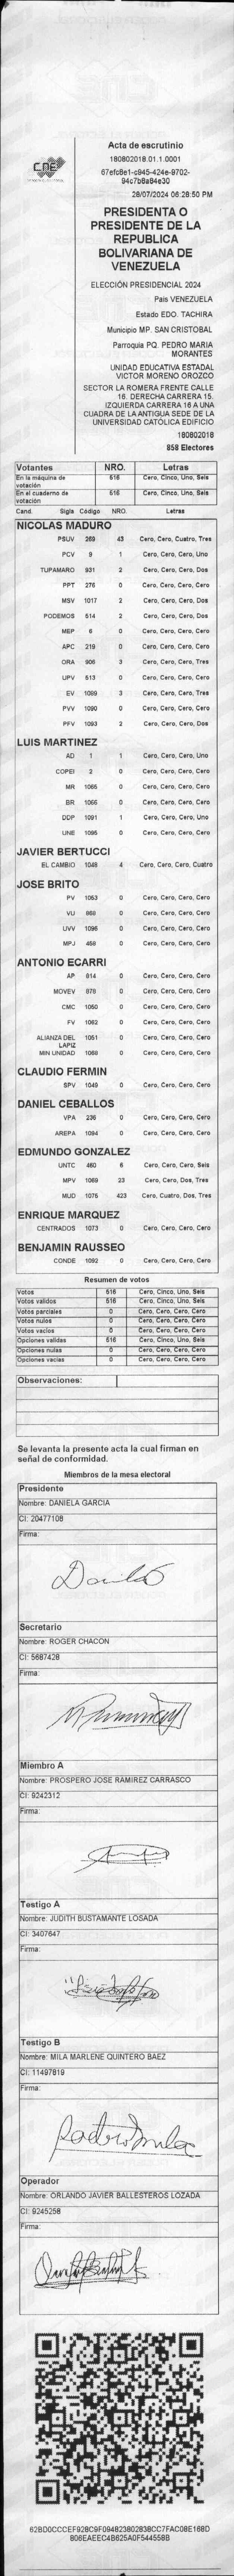 CNE
Acta de escrutinio
180802018.01.1.0001
67efc6e1-c945-424e-9702-
94c7b8a84e30
28/07/2024 06:28:50 PM
PRESIDENTA O
PRESIDENTE DE LA
REPUBLICA
BOLIVARIANA DE
VENEZUELA
ELECCIÓN PRESIDENCIAL 2024
Pais VENEZUELA
Estado EDO. TACHIRA
Municipio MP. SAN CRISTOBAL
Parroquia PQ. PEDRO MARIA
MORANTES
UNIDAD EDUCATIVA ESTADAL
VICTOR MORENO OROZCO
SECTOR LA ROMERA FRENTE CALLE
16. DERECHA CARRERA 15.
IZQUIERDA CARRERA 16 A UNA
CUADRA DE LA ANTIGUA SEDE DE LA
UNIVERSIDAD CATÓLICA EDIFICIO
180802018
858 Electores
Votantes NRO. Letras
En la máquina de votación 516 Cero, Cinco, Uno, Seis
En el cuaderno de votación 516 Cero, Cinco, Uno, Seis
Cand. Sigla Código NRO. Letras
NICOLAS MADURO
PSUV 269 43 Cero, Cero, Cuatro, Tres
PCV 9 1 Cero, Cero, Cero, Uno
TUPAMARO 931 2 Cero, Cero, Cero, Dos
PPT 276 0 Cero, Cero, Cero, Cero
MSV 1017 2 Cero, Cero, Cero, Dos
PODEMOS 514 2 Cero, Cero, Cero, Dos
MEP 6 0 Cero, Cero, Cero, Cero
APC 219 0 Cero, Cero, Cero, Cero
ORA 906 3 Cero, Cero, Cero, Tres
UPV 513 0 Cero, Cero, Cero, Cero
EV 1089 3 Cero, Cero, Cero, Tres
PVV 1090 0 Cero, Cero, Cero, Cero
PFV 1093 2 Cero, Cero, Cero, Dos
LUIS MARTINEZ
AD 1 1 Cero, Cero, Cero, Uno
COPEI 2 0 Cero, Cero, Cero, Cero
MR 1065 0 Cero, Cero, Cero, Cero
BR 1066 0 Cero, Cero, Cero, Cero
DDP 1091 1 Cero, Cero, Cero, Uno
UNE 1095 0 Cero, Cero, Cero, Cero
JAVIER BERTUCCI
EL CAMBIO 1048 4 Cero, Cero, Cero, Cuatro
JOSE BRITO
PV 1053 0 Cero, Cero, Cero, Cero
VU 969 0 Cero, Cero, Cero, Cero
UVV 1096 0 Cero, Cero, Cero, Cero
MPJ 459 0 Cero, Cero, Cero, Cero
ANTONIO ECARRI
AP 914 0 Cero, Cero, Cero, Cero
MOVEV 979 0 Cero, Cero, Cero, Cero
CMC 1050 0 Cero, Cero, Cero, Cero
FV 1062 0 Cero, Cero, Cero, Cero
ALIANZA DEL LAPIZ 1051 0 Cero, Cero, Cero, Cero
MIN UNIDAD 1068 0 Cero, Cero, Cero, Cero
CLAUDIO FERMIN
SPV 1049 0 Cero, Cero, Cero, Cero
DANIEL CEBALLOS
VPA 236 0 Cero, Cero, Cero, Cero
AREPA 1094 0 Cero, Cero, Cero, Cero
EDMUNDO GONZALEZ
UNTC 460 6 Cero, Cero, Cero, Seis
MPV 1069 23 Cero, Cero, Dos, Tres
MUD 1075 423 Cero, Cuatro, Dos, Tres
ENRIQUE MARQUEZ
CENTRADOS 1073 0 Cero, Cero, Cero, Cero
BENJAMIN RAUSSEO
CONDE 1092 0 Cero, Cero, Cero, Cero
Resumen de votos
Votos 516 Cero, Cinco, Uno, Seis
Votos validos 516 Cero, Cinco, Uno, Seis
Votos parciales 0 Cero, Cero, Cero, Cero
Votos nulos 0 Cero, Cero, Cero, Cero
Votos vacios 0 Cero, Cero, Cero, Cero
Opciones validas 516 Cero, Cinco, Uno, Seis
Opciones nulas 0 Cero, Cero, Cero, Cero
Opciones vacias 0 Cero, Cero, Cero, Cero
Observaciones:
Se levanta la presente acta la cual firman en
señal de conformidad.
Miembros de la mesa electoral
Presidente
Nombre: DANIELA GARCIA
CI: 20477108
Firma:
Secretario
Nombre: ROGER CHACON
CI: 5687428
Firma:
Miembro A
Nombre: PROSPERO JOSE RAMIREZ CARRASCO
CI: 9242312
Firma:
Testigo A
Nombre: JUDITH BUSTAMANTE LOSADA
CI: 3407647
Firma:
Testigo B
Nombre: MILA MARLENE QUINTERO BAEZ
CI: 11497819
Firma:
Operador
Nombre: ORLANDO JAVIER BALLESTEROS LOZADA
CI: 9245258
Firma:
62BD0CCCEF928C9F094823802838CC7FAC08E168D
B06EAEEC4B625A0F544558B